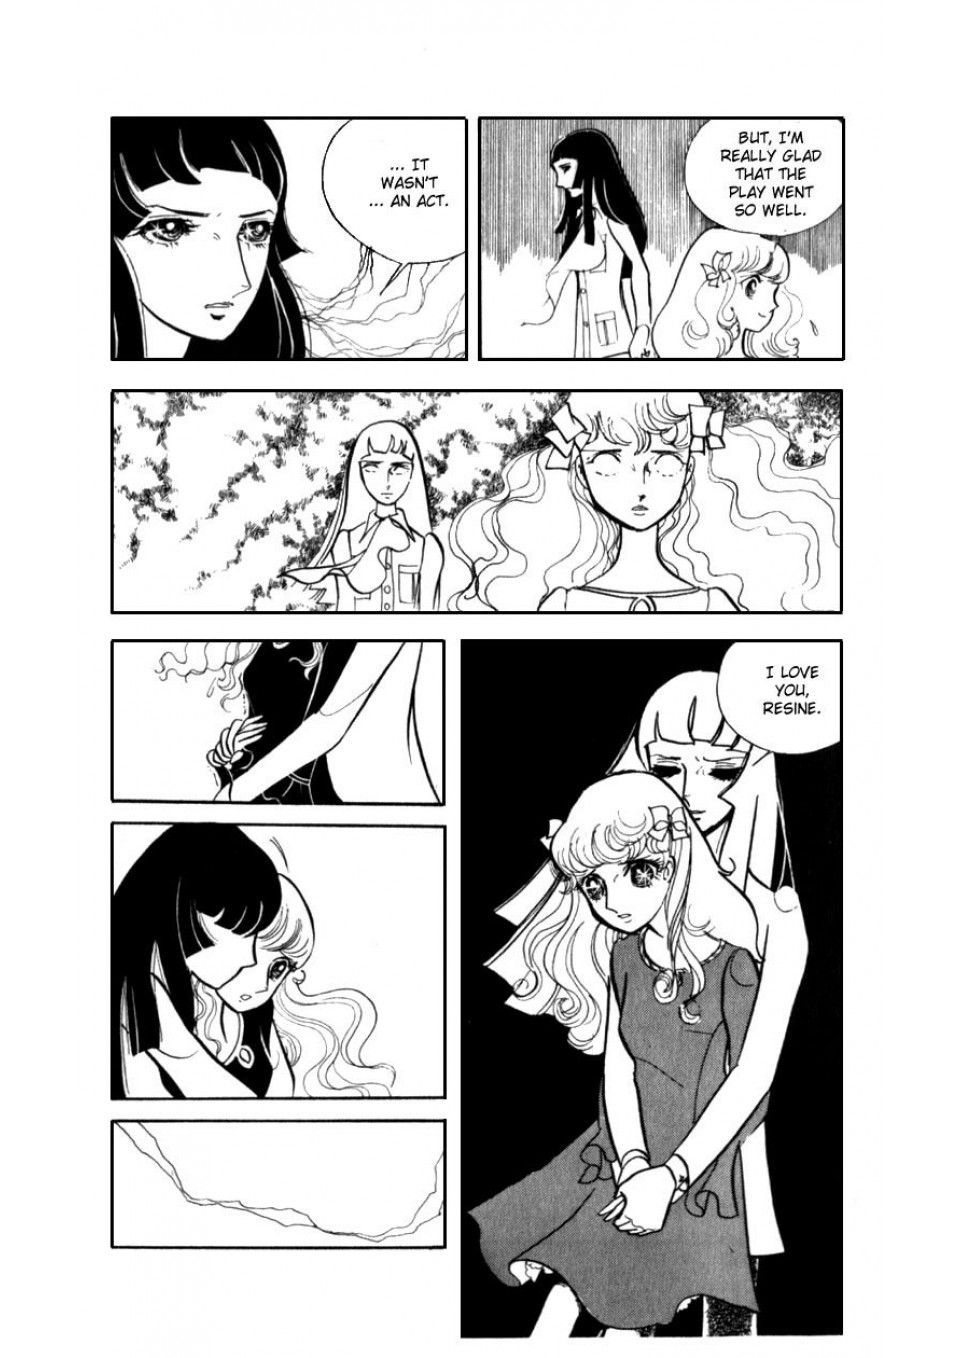 BUT, I'M
REALLY GLAD
THAT THE
PLAY WENT
SO WELL.
... IT
WASN'T
... AN ACT.
I LOVE
YOU,
RESINE.